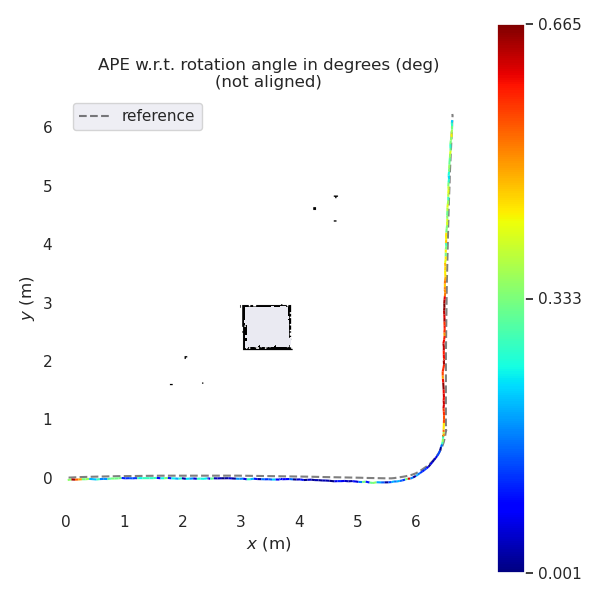 APE w.r.t. rotation angle in degrees (deg)
(not aligned)
reference
0.665
0.333
0.001
6
5
4
3
2
1
0
y (m)
0 1 2 3 4 5 6
x (m)